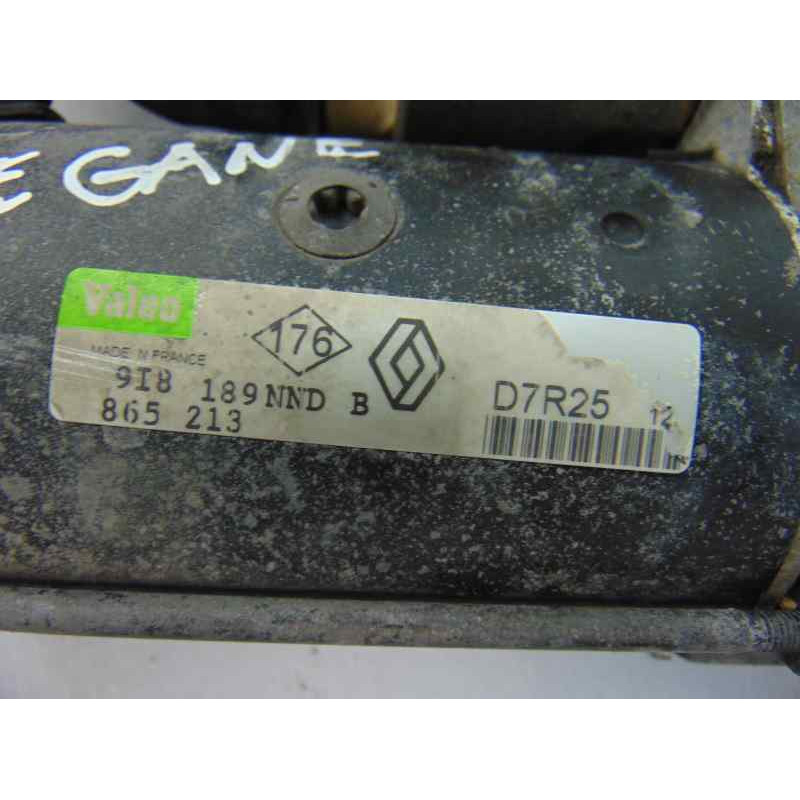 EGANE
Valeo
176
MADE IN FRANCE
9I8 189NND B
865 213
D7R25 12